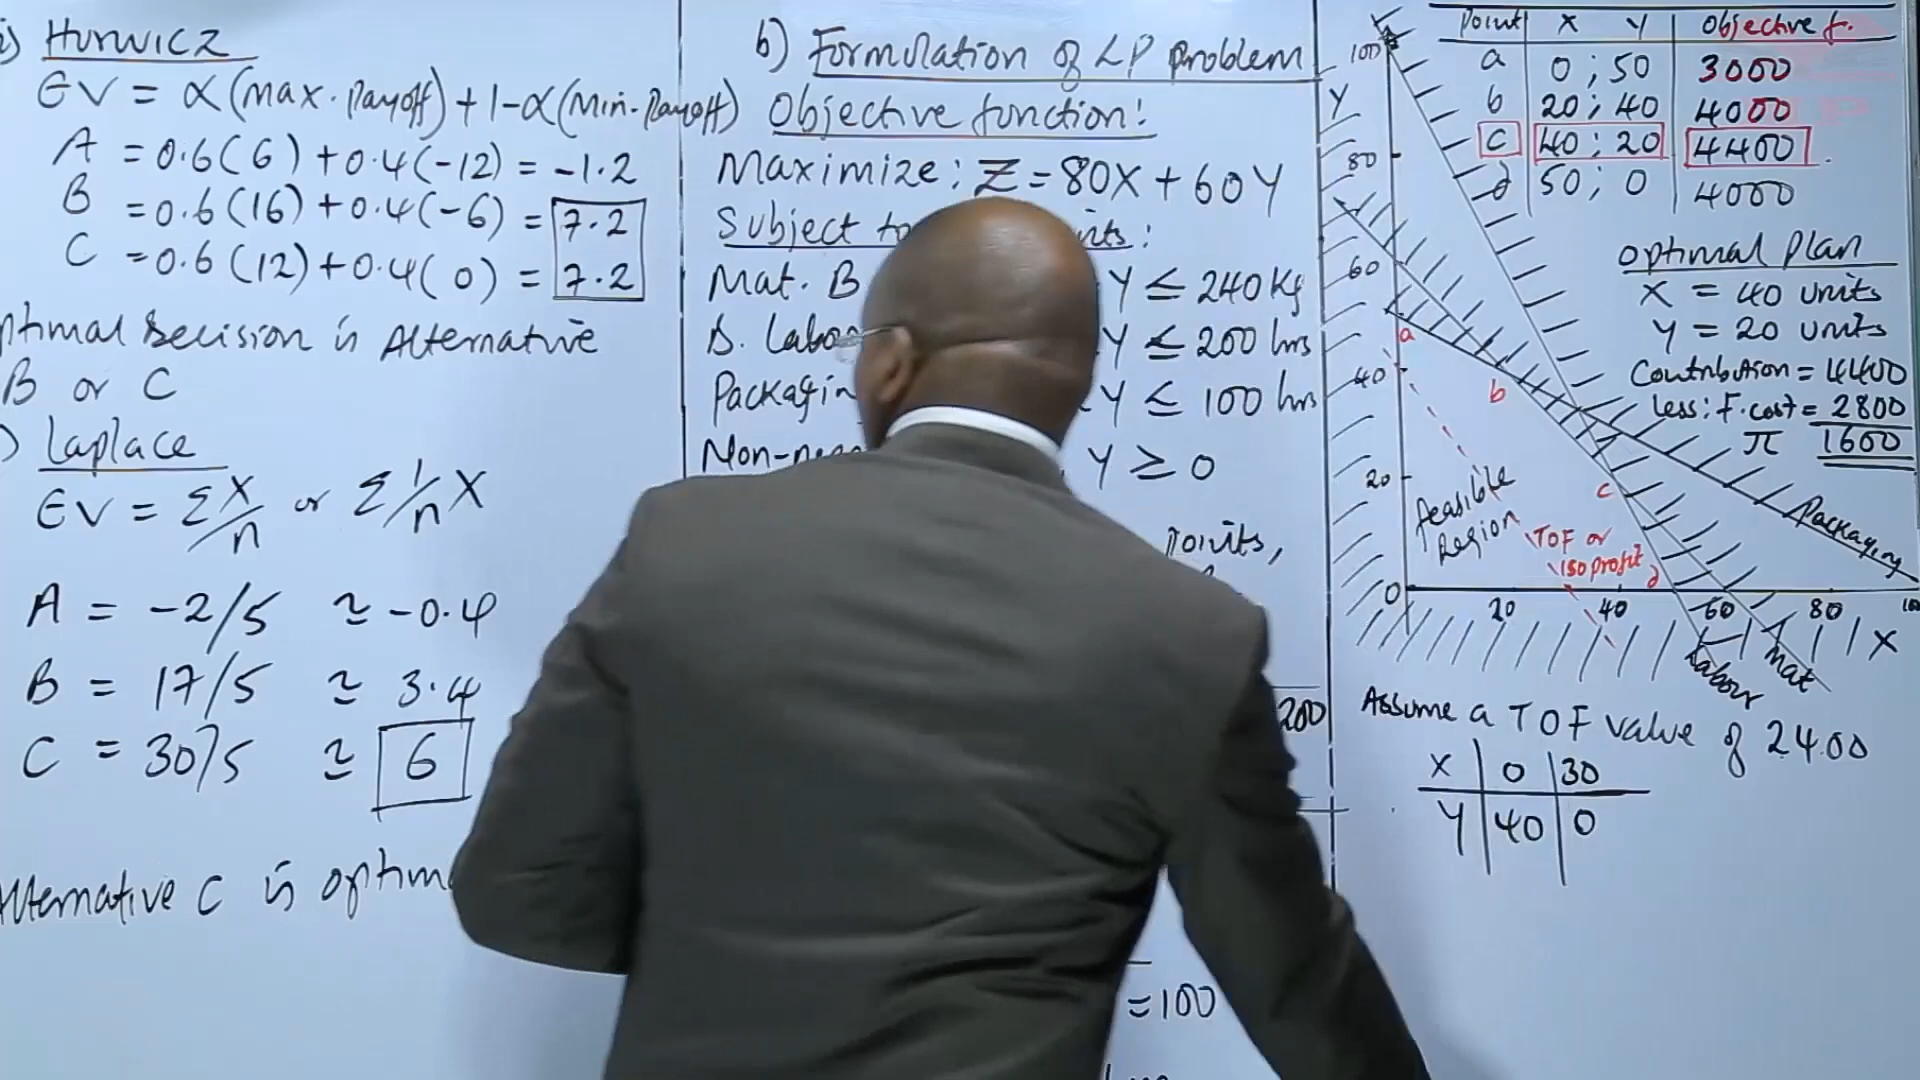 Hurwicz
EV = α(max. Payoff) + 1-α(Min. Payoff)
A = 0.6(6) + 0.4(-12) = -1.2
B = 0.6(16) + 0.4(-6) = 7.2
C = 0.6(12) + 0.4(0) = 7.2
Decision is Alternative
B or C
Laplace
EV = Σx/n or Σ1/n X
A = -2/5 ≃ -0.4
B = 17/5 ≃ 3.4
C = 30/5 ≃ 6
Alternative C is
b) Formulation of LP problem
Objective function:
Maximize: Z = 80X + 60Y
Subject to
Mat. B Y ≤ 240 Kg
D. Labo Y ≤ 200 hrs
Packagin Y ≤ 100 hrs
Non-neg , Y ≥ 0
Points,
200
= 100
Point X Y Objective f.
a 0 ; 50 3000
b 20 ; 40 4000
c 40 ; 20 4400
d 50 ; 0 4000
Optimal Plan
X = 40 units
Y = 20 units
Contribution = 4400
Less: F. cost = 2800
π 1600
Y
100
80
60
40
20
0
20 40 60 80 100 X
a
b
c
d
Feasible Region
TOF or
Iso profit
Packaging
Labour
Mat
Assume a TOF value of 2400
X 0 30
Y 40 0